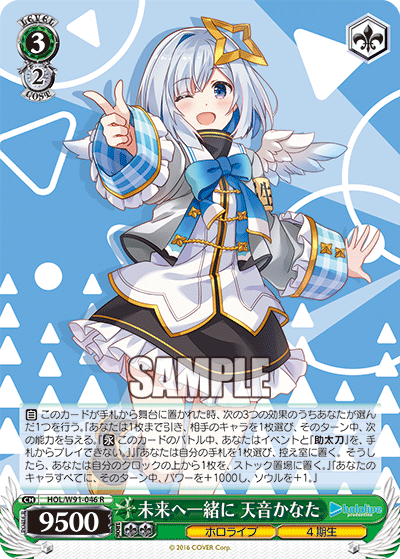 LEVEL
3
2
COST
生
SAMPLE
自 このカードが手札から舞台に置かれた時、次の3つの効果のうちあなたが選ん
だ1つを行う。『あなたは1枚まで引き、相手のキャラを1枚選び、そのターン中、次
の能力を与える。『永 このカードのバトル中、あなたはイベントと『助太刀』を、手
札からプレイできない。』』『あなたは自分の手札を1枚選び、控え室に置く。そうし
たら、あなたは自分のクロックの上から1枚を、ストック置場に置く。』『あなたの
キャラすべてに、そのターン中、パワーを+1000し、ソウルを+1。』
CH HOL/W91-046 R
9500
未来へ一緒に 天音かなた
hololive
ホロライブ
4期生
© 2016 COVER Corp.